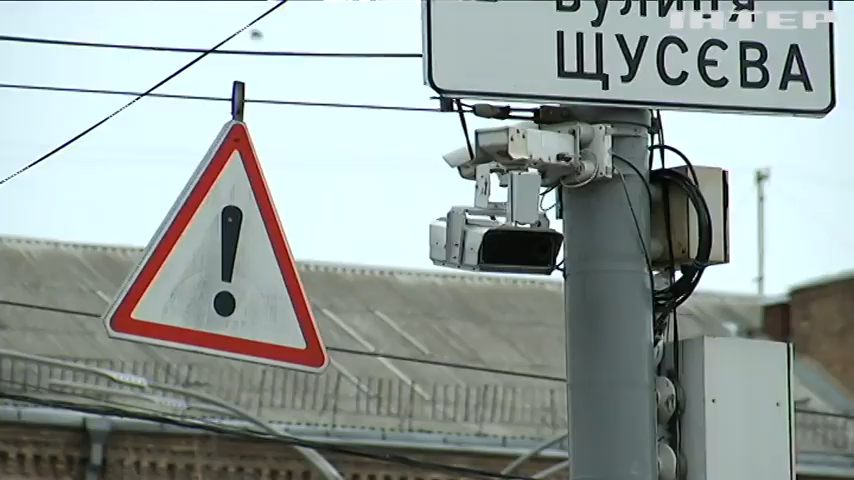 вулиця
ІНТЕР
ЩУСЄВА